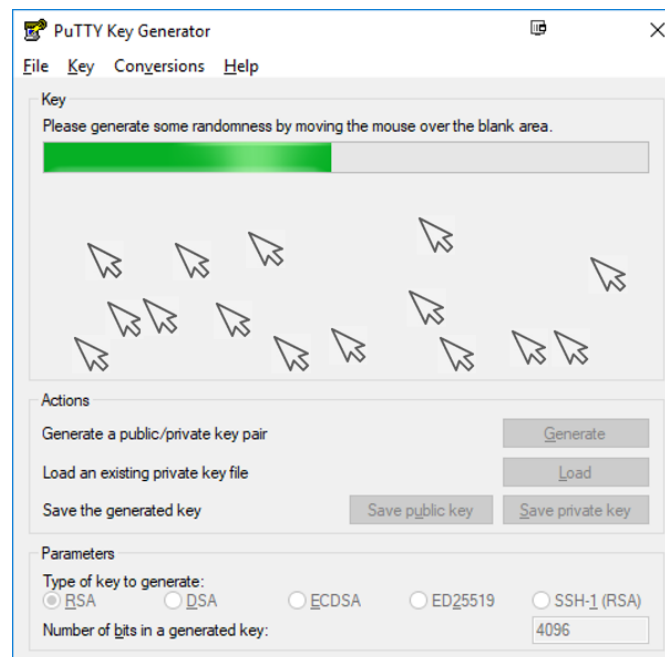 PuTTY Key Generator
File Key Conversions Help
Key
Please generate some randomness by moving the mouse over the blank area.
Actions
Generate a public/private key pair
Generate
Load an existing private key file
Load
Save the generated key
Save public key
Save private key
Parameters
Type of key to generate:
RSA DSA ECDSA ED25519 SSH-1 (RSA)
Number of bits in a generated key:
4096